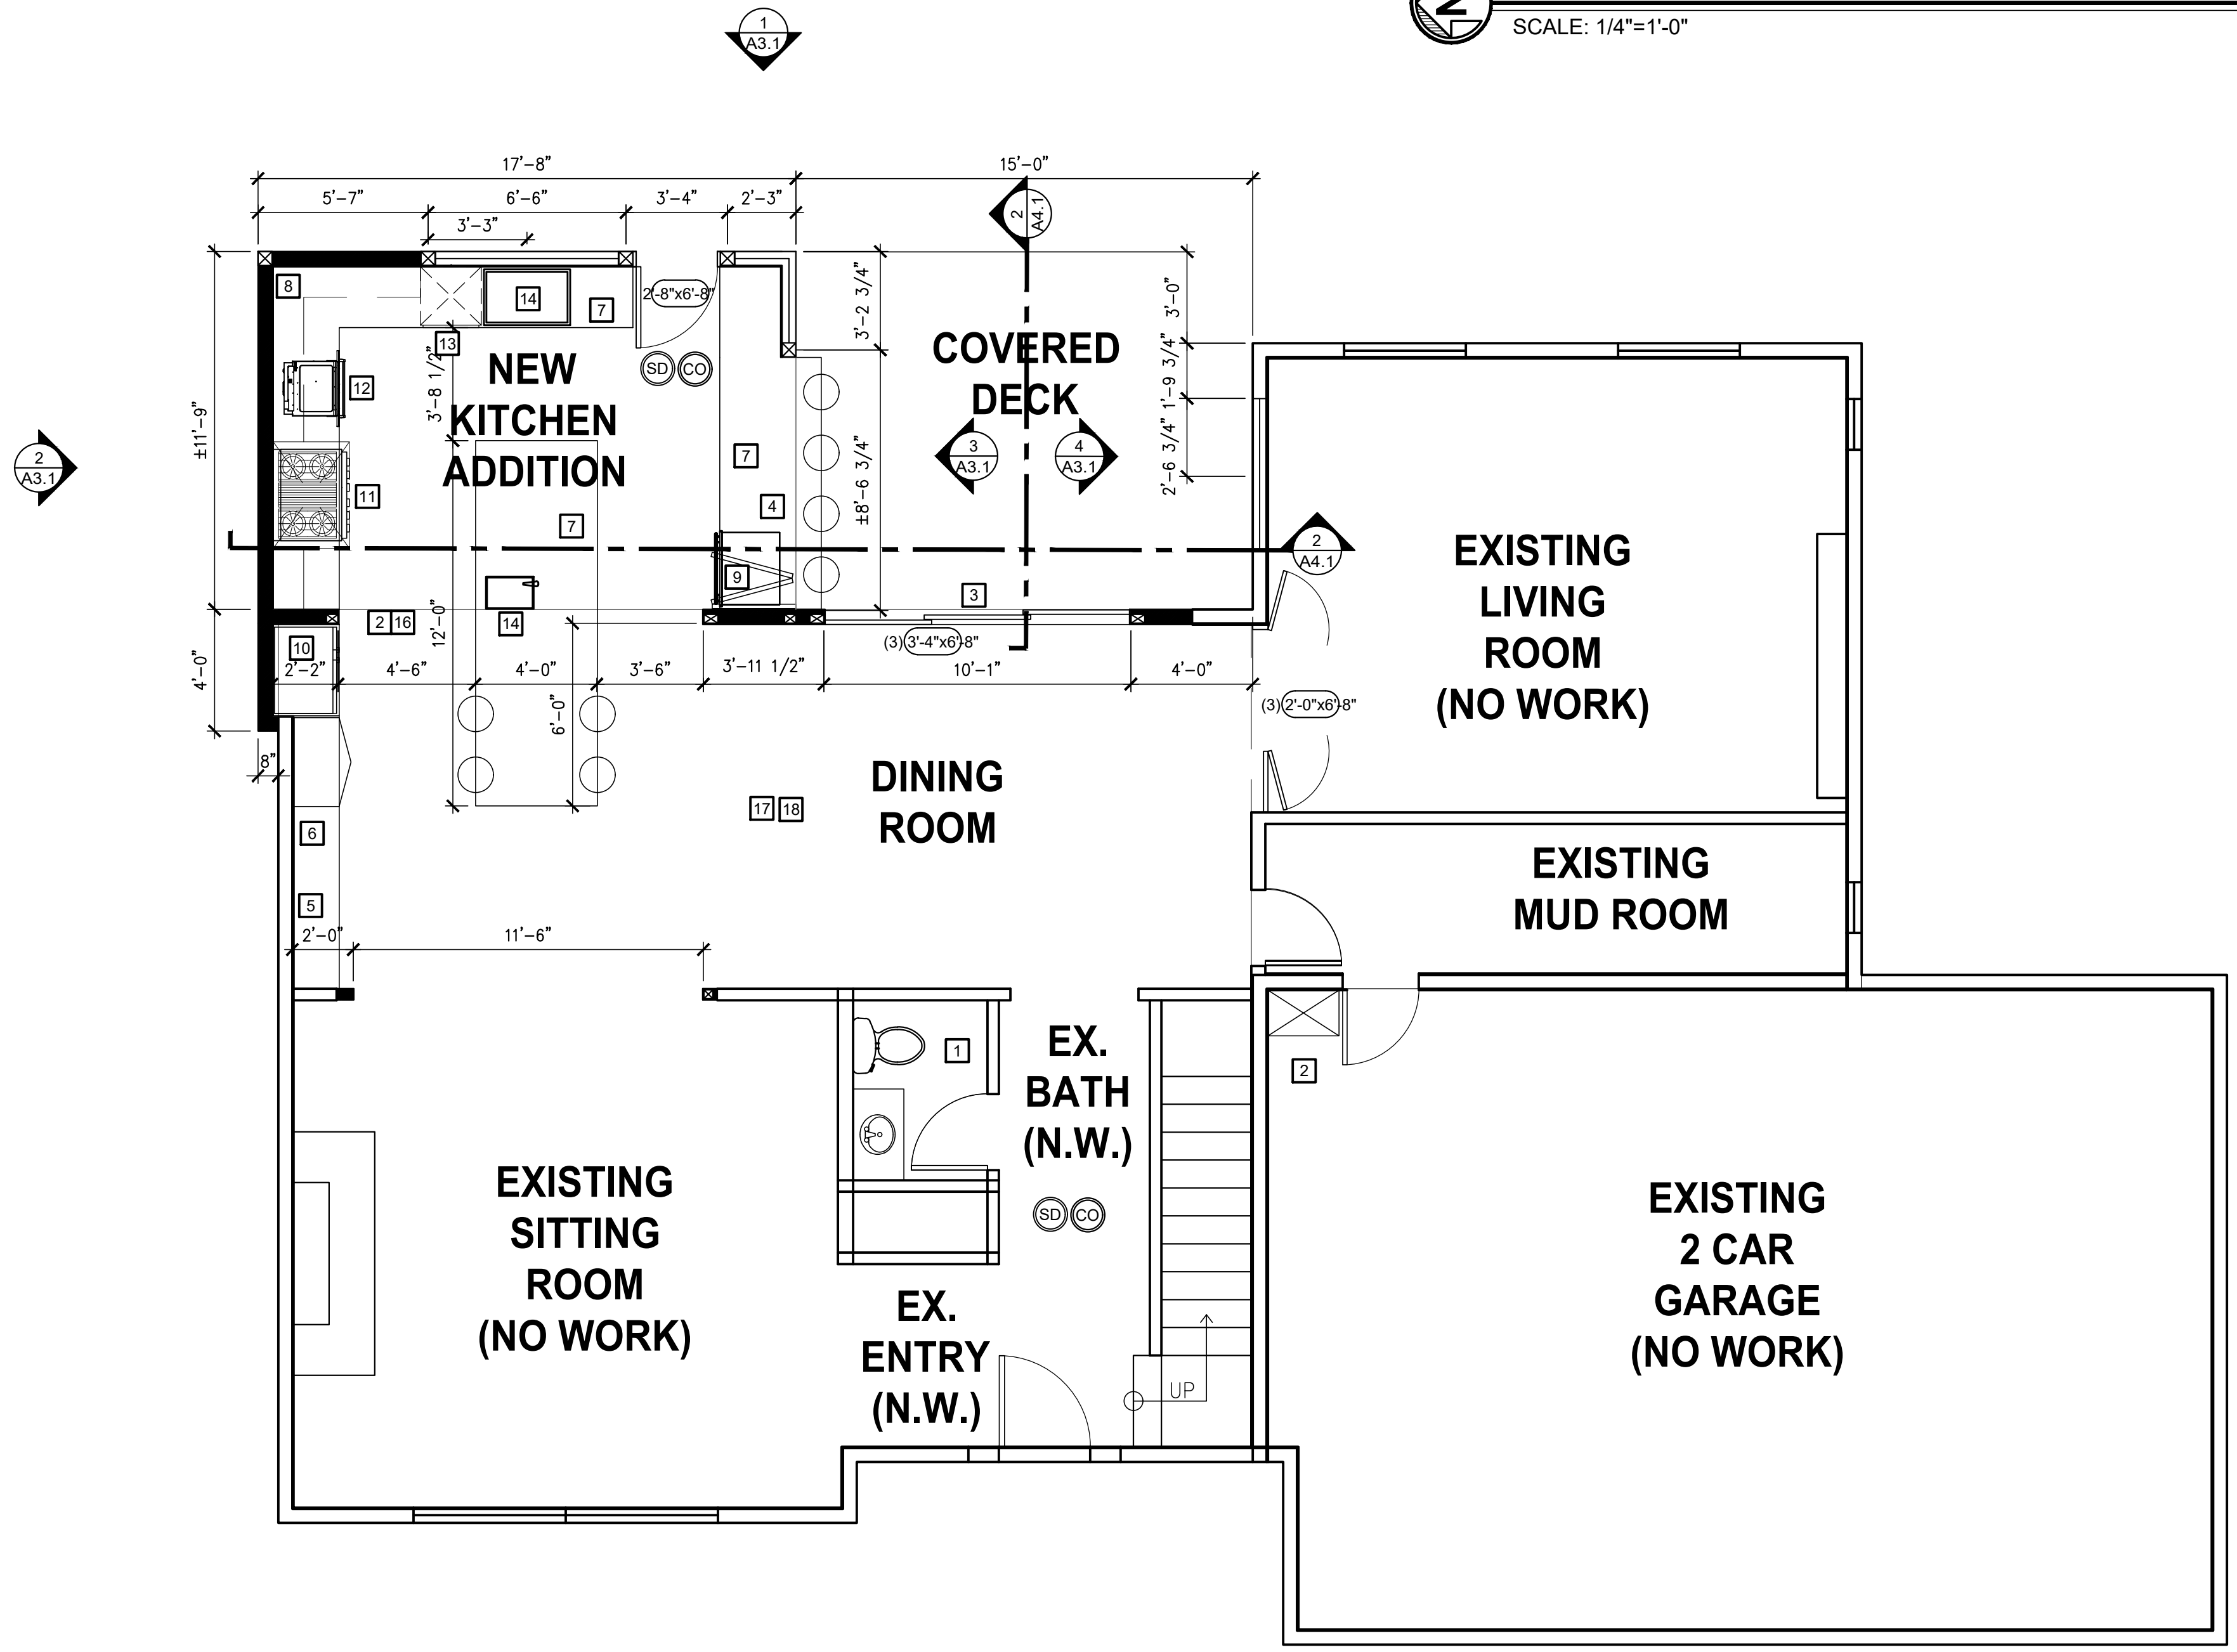 1
A3.1
SCALE: 1/4"=1'-0"
17'-8"
15'-0"
5'-7"
6'-6"
3'-4"
2'-3"
3'-3"
2
A4.1
8
14
7
2'-8"x6'-8"
3'-2 3/4"
3'-0"
13
12
3'-8 1/2"
NEW
KITCHEN
ADDITION
SD
CO
COVERED
DECK
1'-9 3/4"
2'-6 3/4"
±11'-9"
2
A3.1
11
7
7
4
±8'-6 3/4"
3
A3.1
4
A3.1
2
A4.1
9
3
EXISTING
LIVING
ROOM
(NO WORK)
2
16
12'-0"
14
(3) 3'-4"x6'-8"
10
4'-0"
2'-2"
4'-6"
4'-0"
3'-6"
3'-11 1/2"
10'-1"
4'-0"
6'-0"
(3) 2'-0"x6'-8"
8"
DINING
ROOM
17
18
6
5
EXISTING
MUD ROOM
2'-0"
11'-6"
1
EX.
BATH
(N.W.)
2
SD
CO
EXISTING
SITTING
ROOM
(NO WORK)
EXISTING
2 CAR
GARAGE
(NO WORK)
EX.
ENTRY
(N.W.)
UP